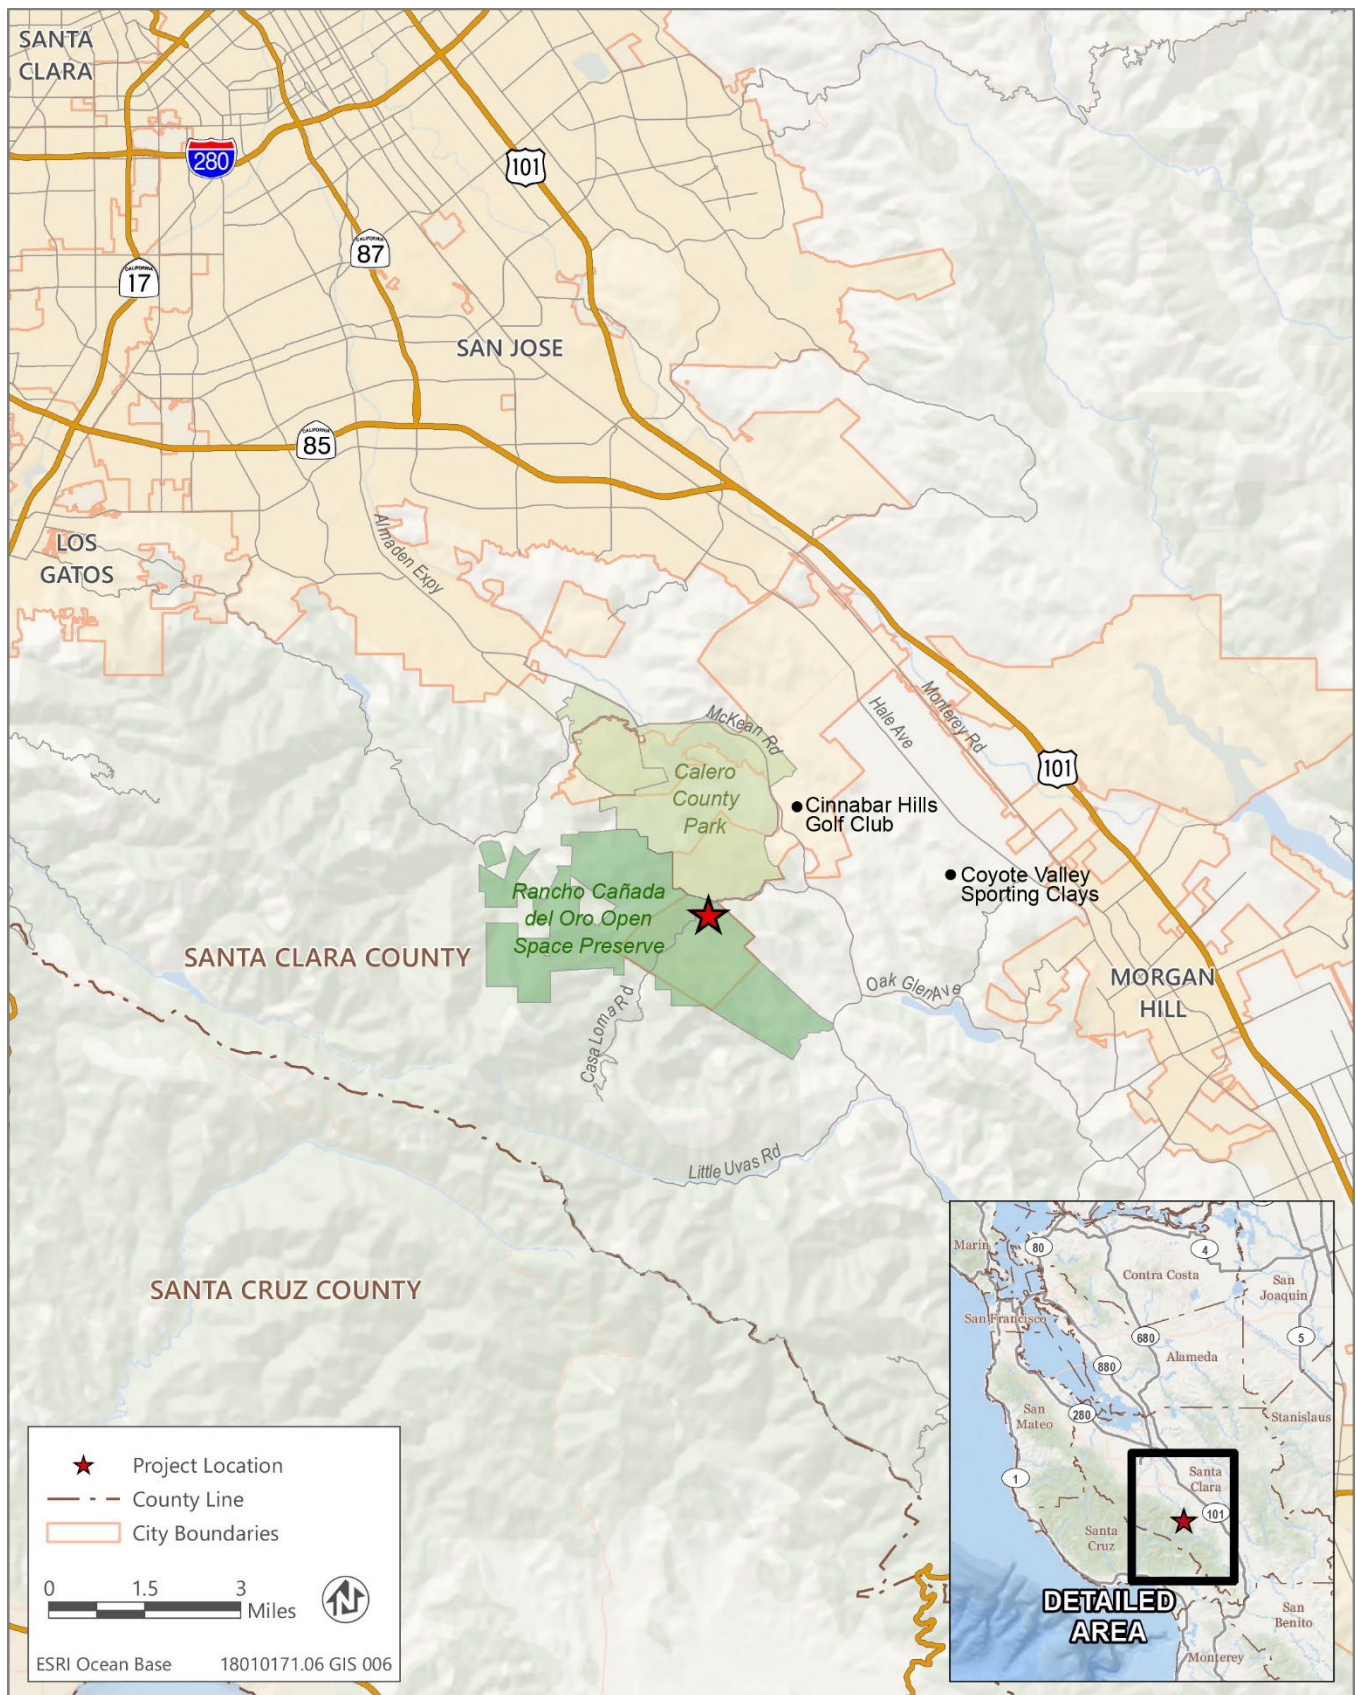 SANTA
CLARA
280
101
CALIFORNIA
87
CALIFORNIA
17
SAN JOSE
CALIFORNIA
85
Almaden Expy
LOS
GATOS
McKean Rd
Hale Ave
Monterey Rd
101
Calero
County
Park
Cinnabar Hills
Golf Club
Coyote Valley
Sporting Clays
Rancho Cañada
del Oro Open
Space Preserve
SANTA CLARA COUNTY
Casa Loma Rd
Oak Glen Ave
MORGAN
HILL
Little Uvas Rd
SANTA CRUZ COUNTY
Project Location
County Line
City Boundaries
0 1.5 3
Miles
N
ESRI Ocean Base 18010171.06 GIS 006
Marin
80
4
Contra Costa
San
Joaquin
San Francisco
680
5
Alameda
880
San
Mateo
280
Stanislaus
1
Santa
Clara
101
Santa
Cruz
DETAILED
AREA
San
Benito
Monterey